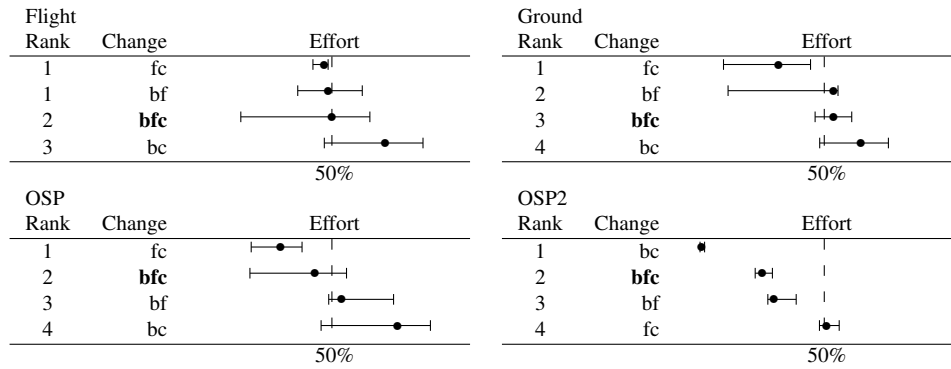 Flight
Rank Change Effort
1 fc
1 bf
2 bfc
3 bc
50%
Ground
Rank Change Effort
1 fc
2 bf
3 bfc
4 bc
50%
OSP
Rank Change Effort
1 fc
2 bfc
3 bf
4 bc
50%
OSP2
Rank Change Effort
1 bc
2 bfc
3 bf
4 fc
50%